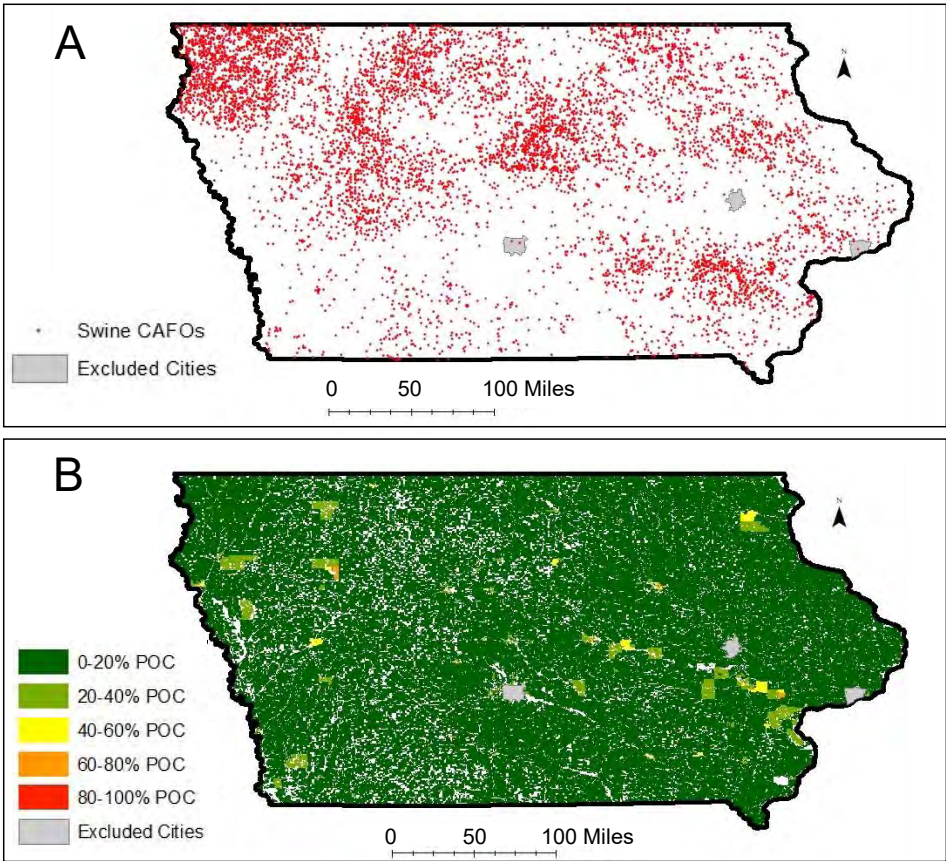 A
N
Swine CAFOs
Excluded Cities
0 50 100 Miles
B
N
0-20% POC
20-40% POC
40-60% POC
60-80% POC
80-100% POC
Excluded Cities
0 50 100 Miles